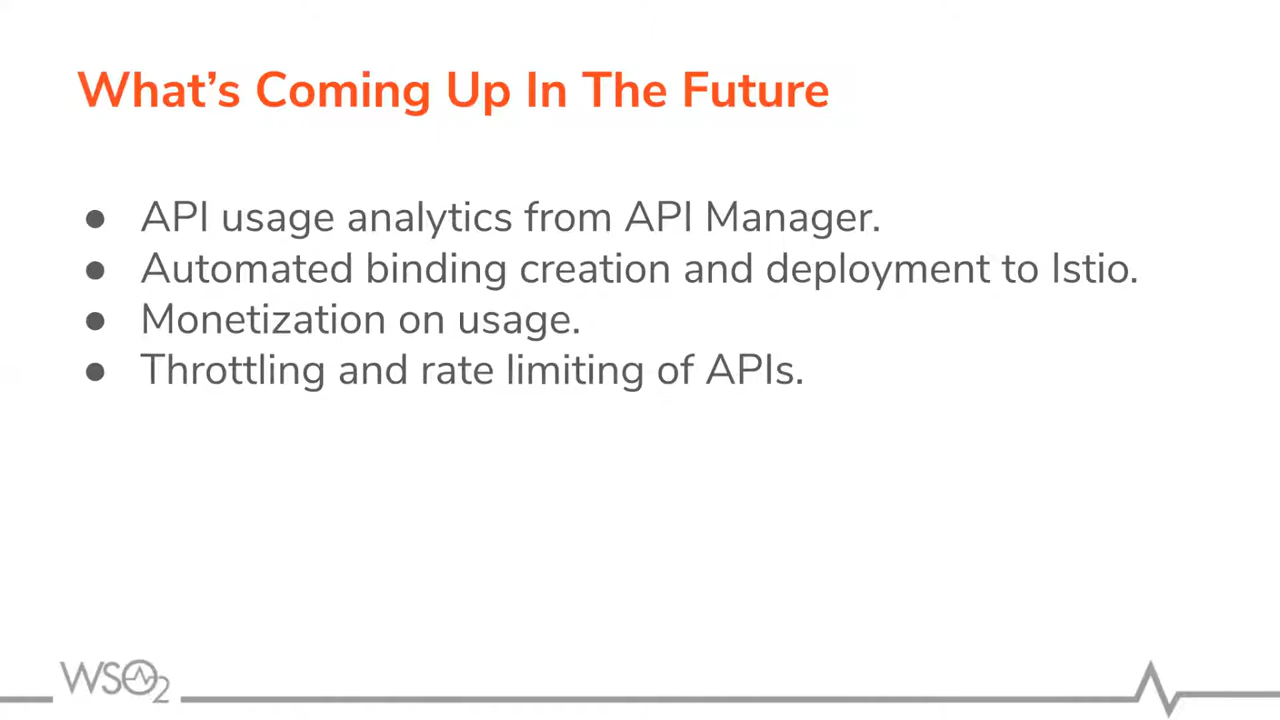 What’s Coming Up In The Future
● API usage analytics from API Manager.
● Automated binding creation and deployment to Istio.
● Monetization on usage.
● Throttling and rate limiting of APIs.
WSO2